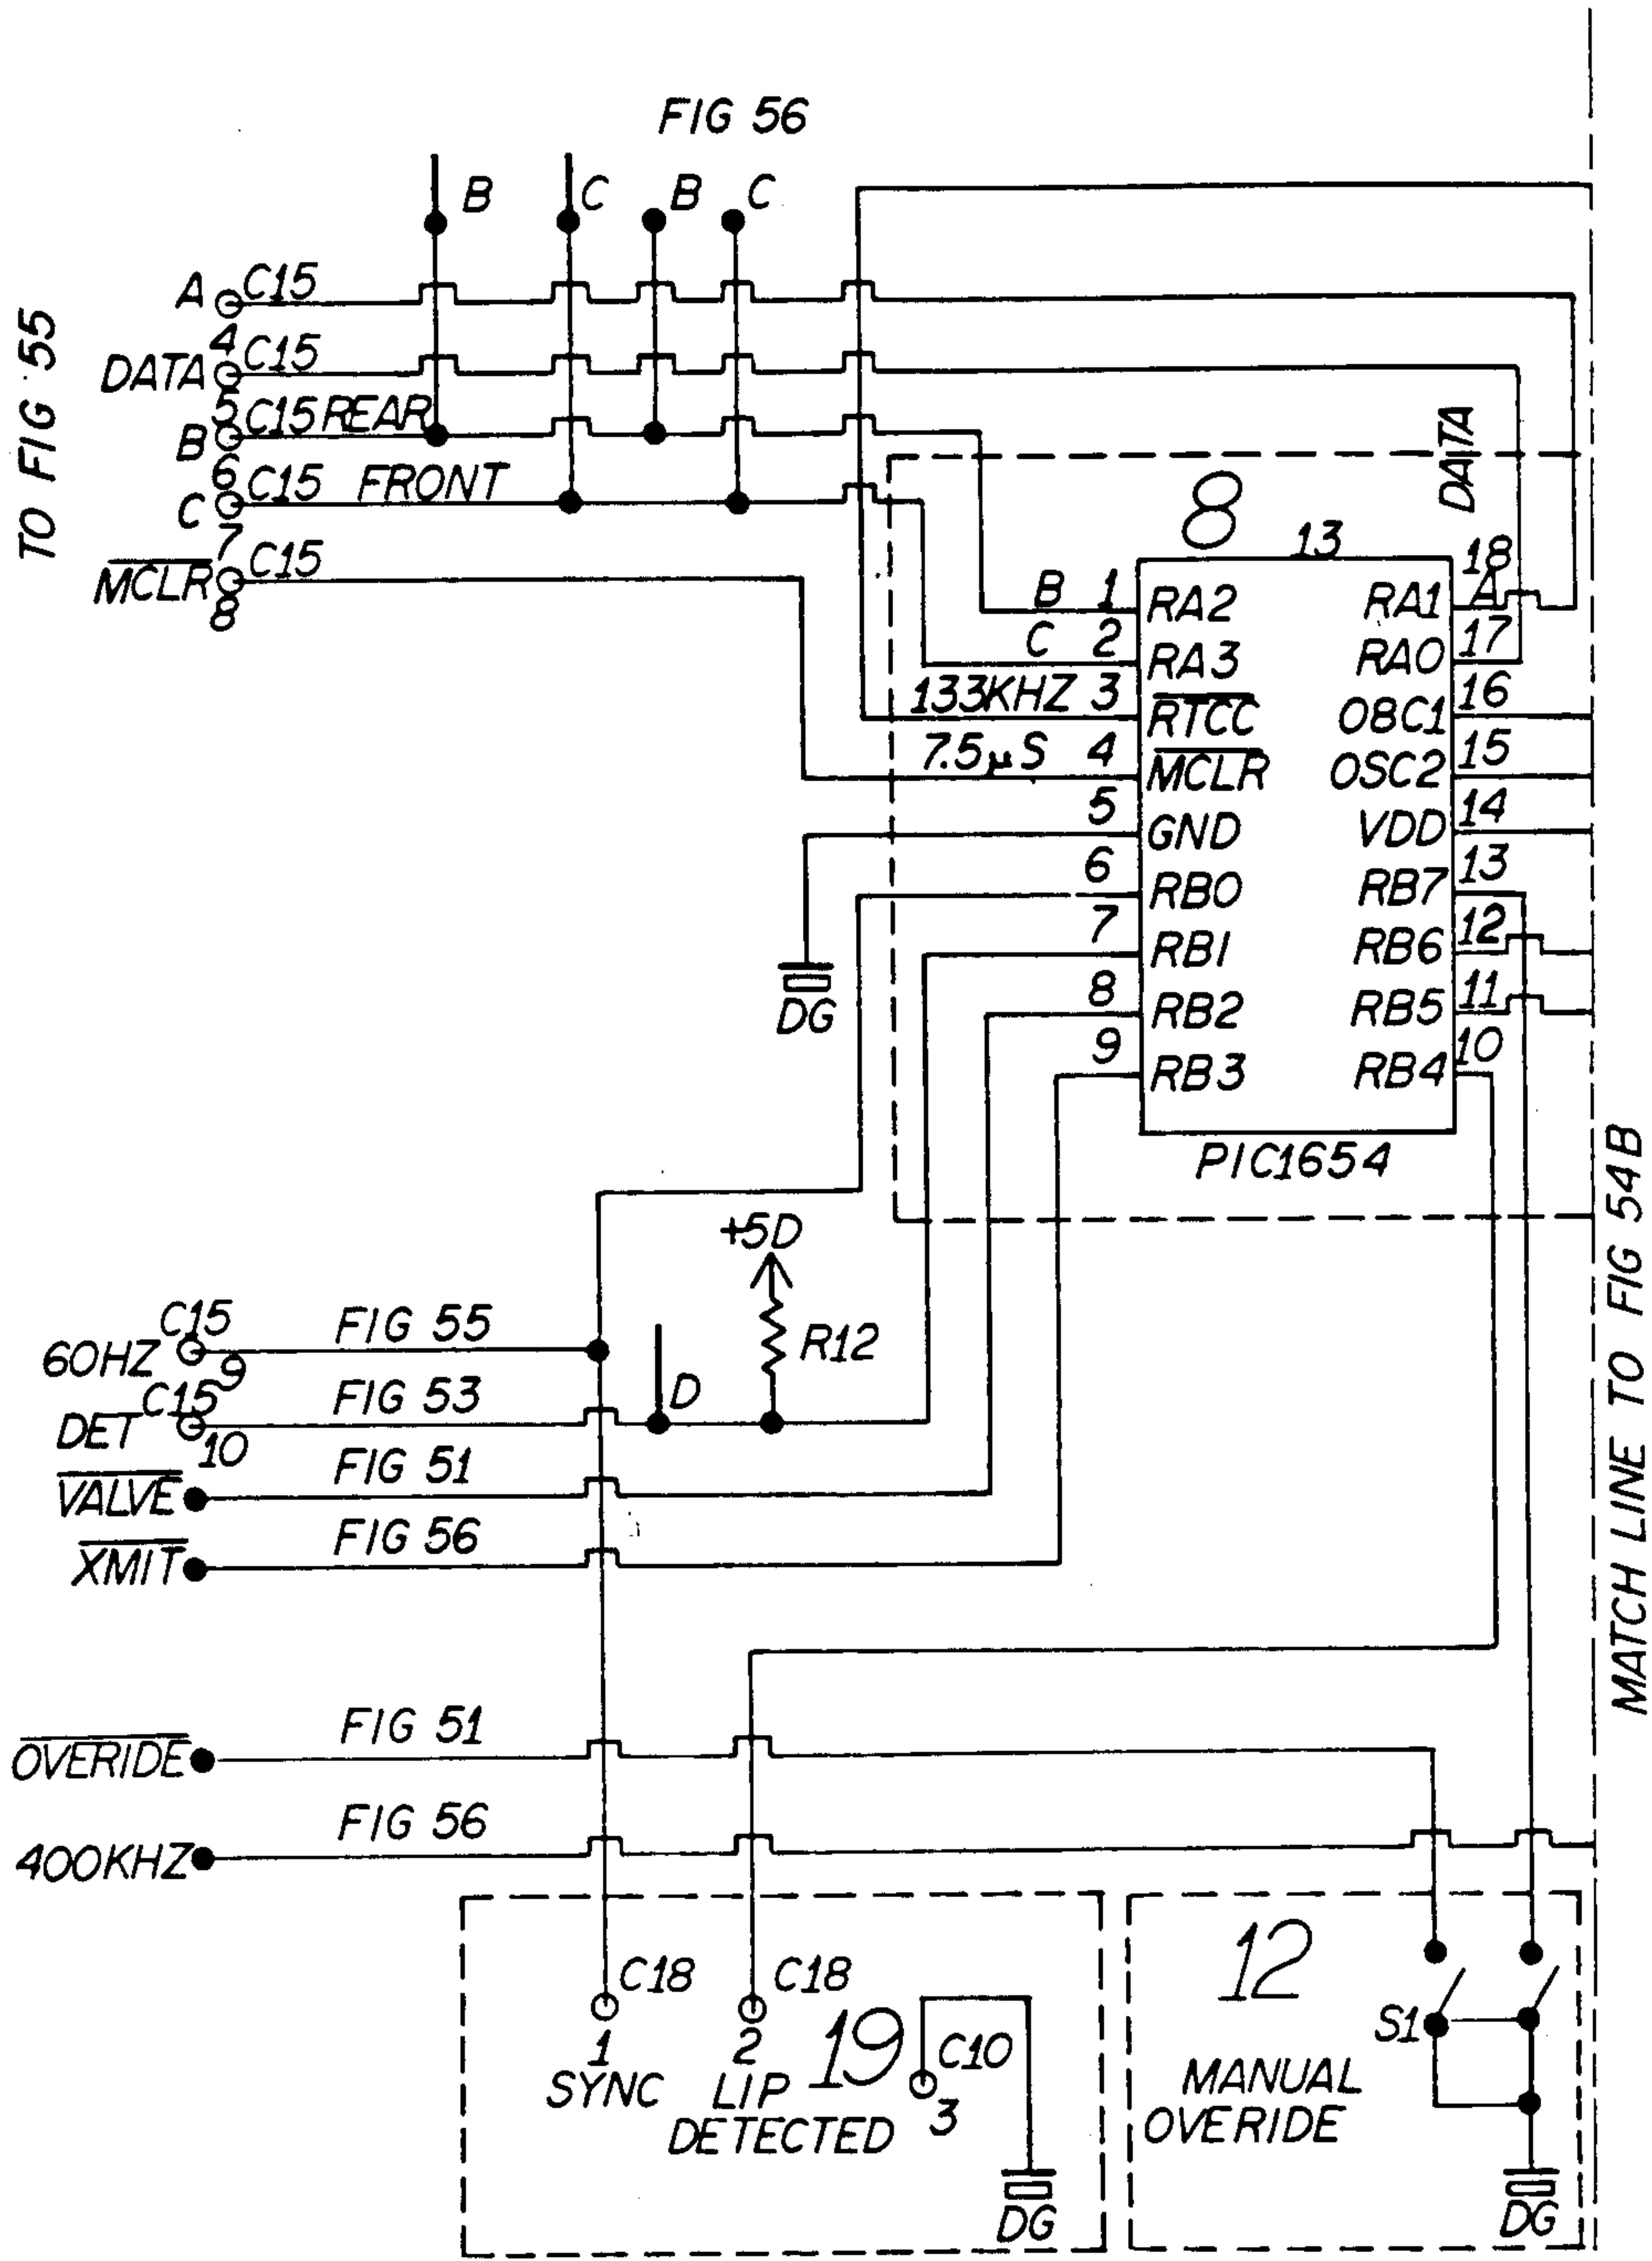 FIG 56
B
C
B
C
TO FIG 55
A
C15
4
DATA
C15
5
B
C15 REAR
6
C
C15 FRONT
7
MCLR
C15
8
DATA
8
13
B 1 RA2
C 2 RA3
133KHZ 3 RTCC
7.5μS 4 MCLR
5 GND
6 RB0
7 RB1
8 RB2
9 RB3
RA1 18 A
RA0 17
O8C1 16
OSC2 15
VDD 14
RB7 13
RB6 12
RB5 11
RB4 10
PIC1654
DG
+5D
R12
60HZ C15 9 FIG 55
DET C15 10 FIG 53
D
VALVE FIG 51
XMIT FIG 56
OVERIDE FIG 51
400KHZ FIG 56
C18
1
SYNC
C18
2
LIP
DETECTED
19
C10
3
DG
12
S1
MANUAL
OVERIDE
DG
MATCH LINE TO FIG 54B